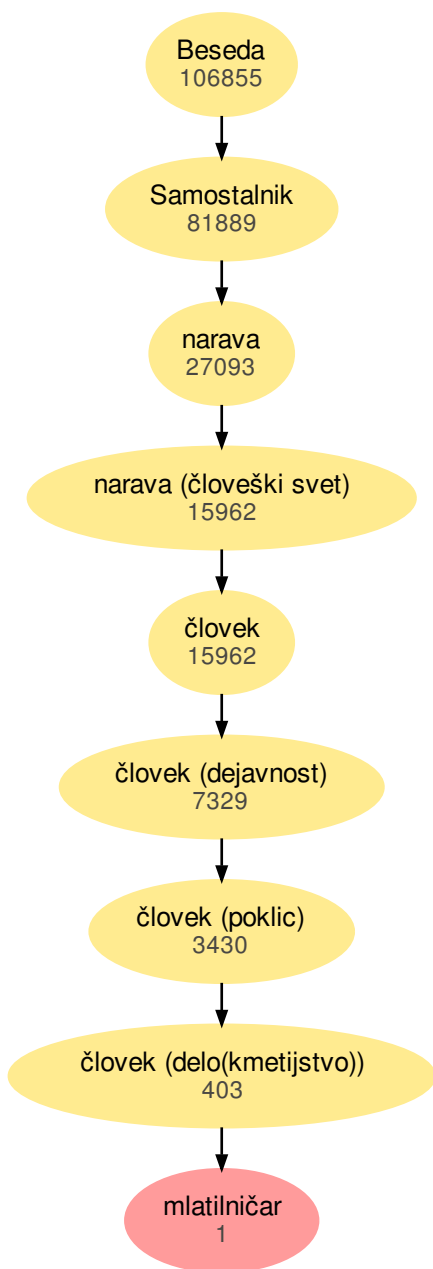 Beseda
106855
Samostalnik
81889
narava
27093
narava (človeški svet)
15962
človek
15962
človek (dejavnost)
7329
človek (poklic)
3430
človek (delo(kmetijstvo))
403
mlatilničar
1